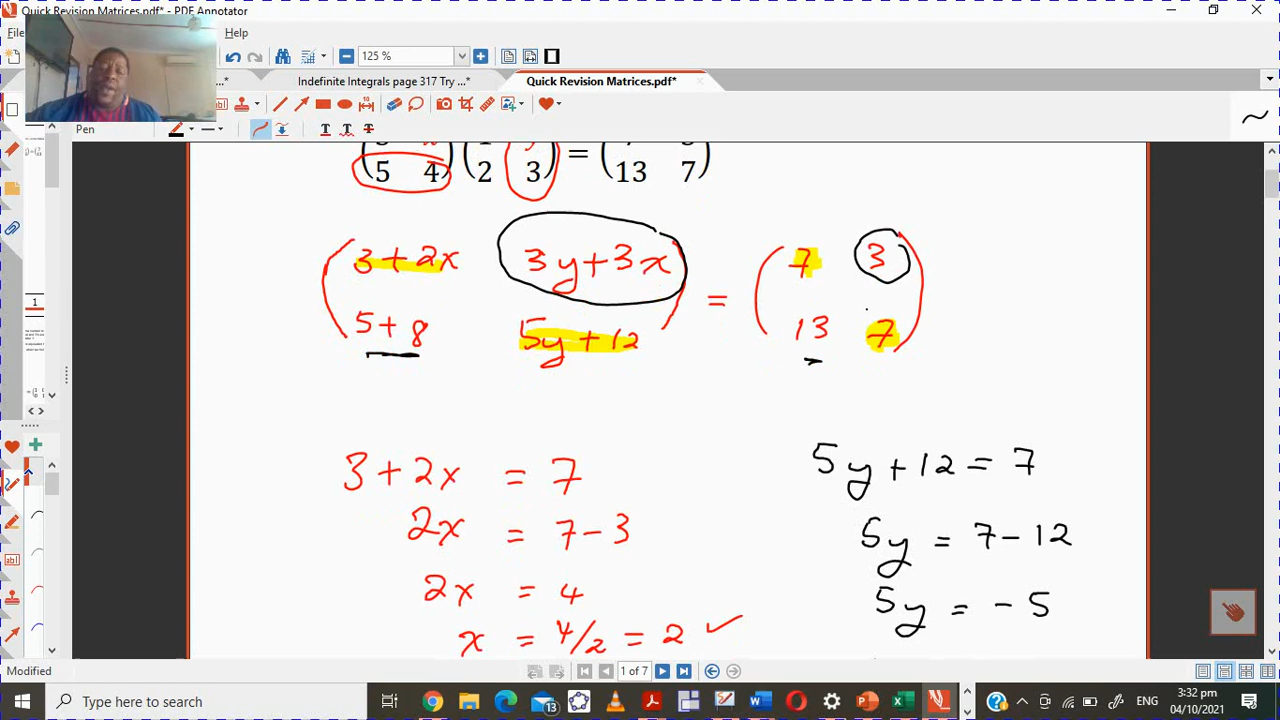 Quick Revision Matrices.pdf* - PDF Annotator
Help
125 %
Indefinite Integrals page 317 Try ...*
Quick Revision Matrices.pdf*
Pen
(5 4) (2 3) = (13 7)
(3 + 2x 3y + 3x) = (7 3)
(5 + 8 5y + 12) (13 7)
3 + 2x = 7
2x = 7 - 3
2x = 4
x = 4/2 = 2 ✓
5y + 12 = 7
5y = 7 - 12
5y = - 5
1
Modified
1 of 7
Type here to search
13
ENG
3:32 pm
04/10/2021